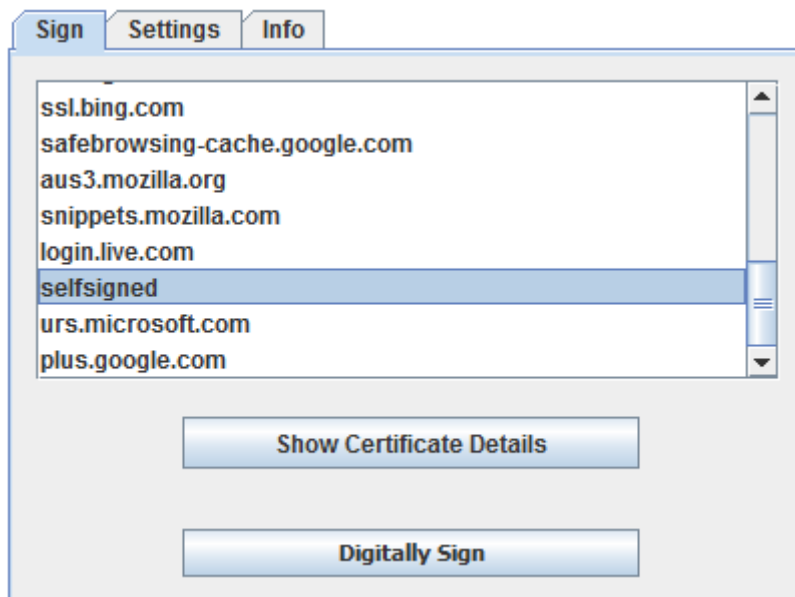 Sign Settings Info
ssl.bing.com
safebrowsing-cache.google.com
aus3.mozilla.org
snippets.mozilla.com
login.live.com
selfsigned
urs.microsoft.com
plus.google.com
Show Certificate Details
Digitally Sign